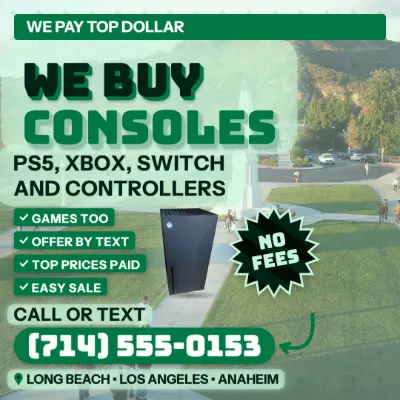 WE PAY TOP DOLLAR
WE BUY
CONSOLES
PS5, XBOX, SWITCH
AND CONTROLLERS
GAMES TOO
OFFER BY TEXT
TOP PRICES PAID
EASY SALE
NO
FEES
CALL OR TEXT
(714) 555-0153
LONG BEACH • LOS ANGELES • ANAHEIM